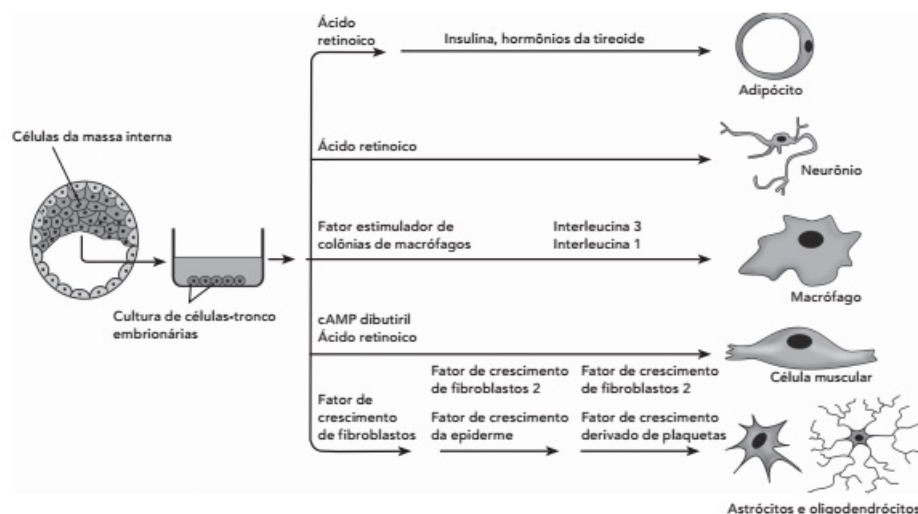 Ácido
retinoico
Insulina, hormônios da tireoide
Adipócito
Células da massa interna
Ácido retinoico
Neurônio
Fator estimulador de
colônias de macrófagos
Interleucina 3
Interleucina 1
Macrófago
Cultura de células-tronco
embrionárias
cAMP dibutiril
Ácido retinoico
Célula muscular
Fator de
crescimento
de fibroblastos
Fator de crescimento
de fibroblastos 2
Fator de crescimento
da epiderme
Fator de crescimento
de fibroblastos 2
Fator de crescimento
derivado de plaquetas
Astrócitos e oligodendrócitos